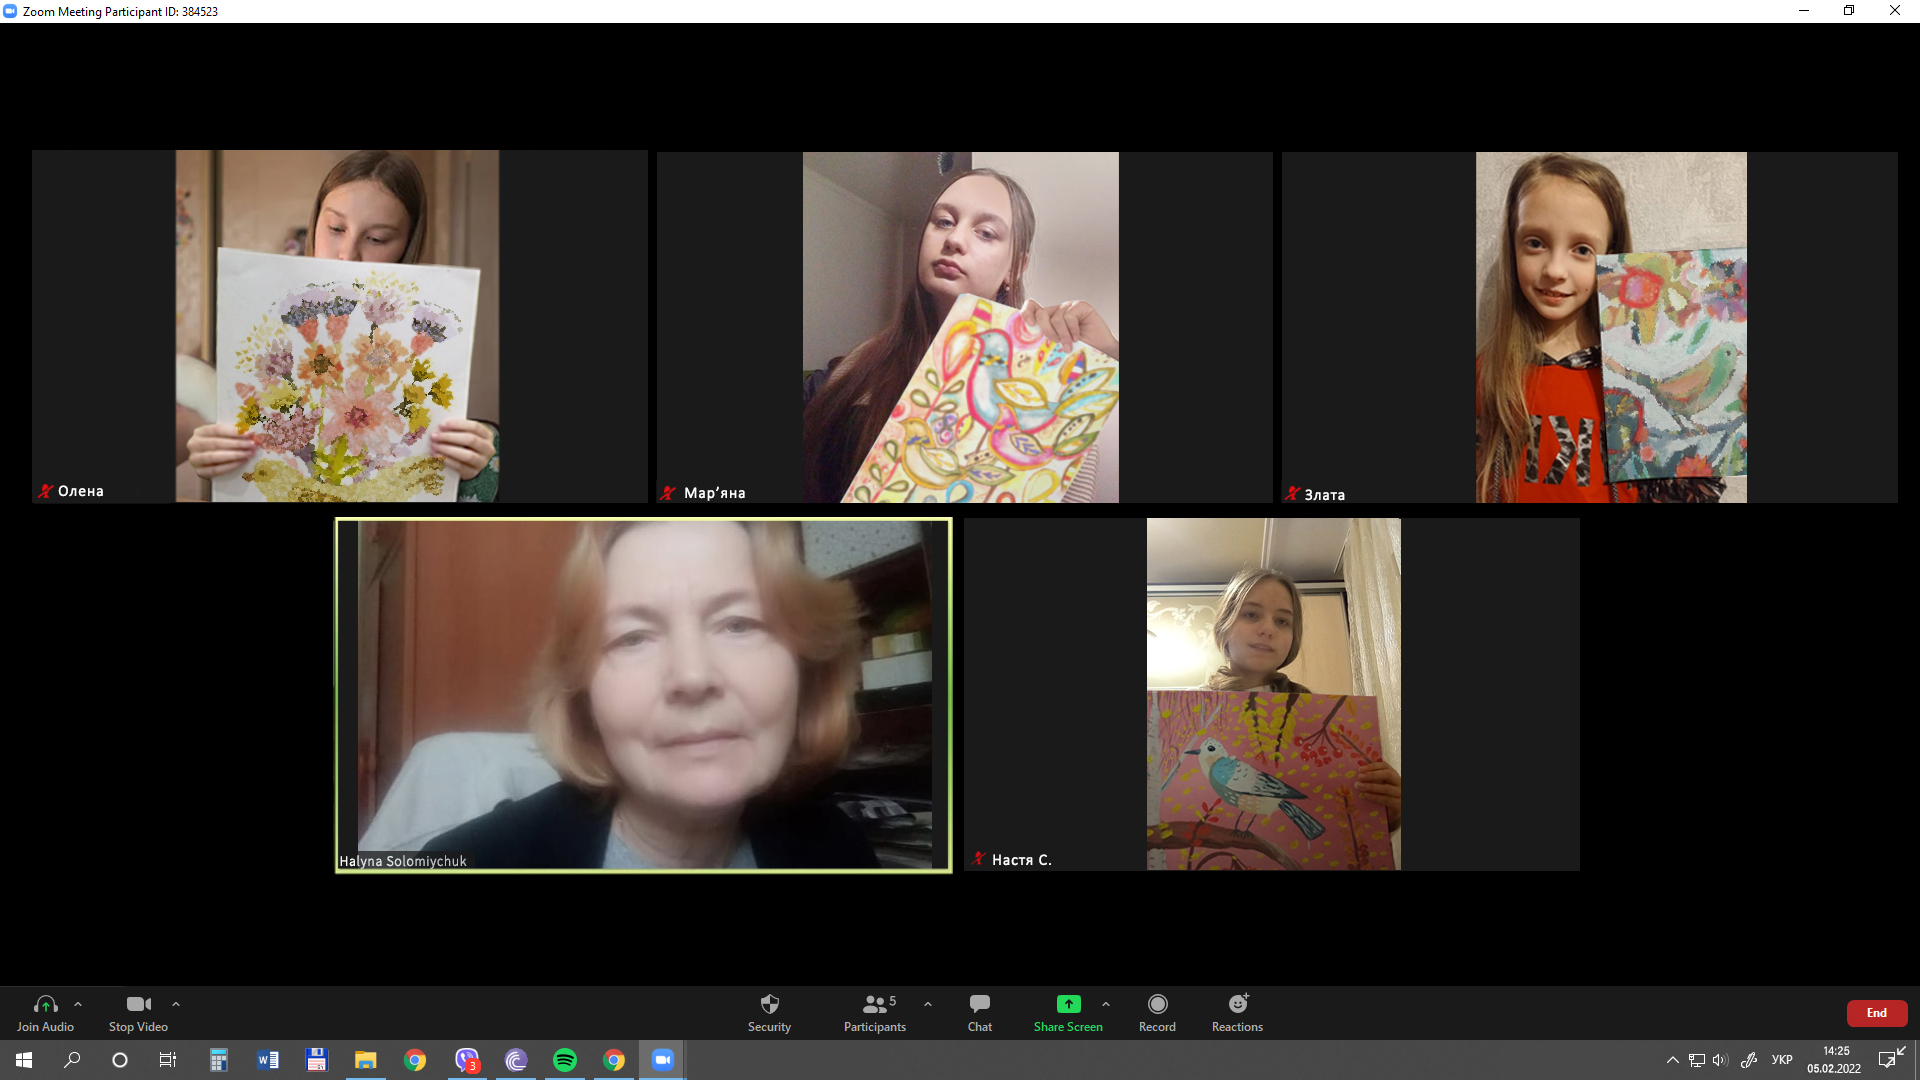 Zoom Meeting Participant ID: 384523
Олена
Мар’яна
Злата
Halyna Solomiychuk
Настя С.
Join Audio
Stop Video
Security
5
Participants
Chat
Share Screen
Record
Reactions
End
W
3
УКР
14:25
05.02.2022